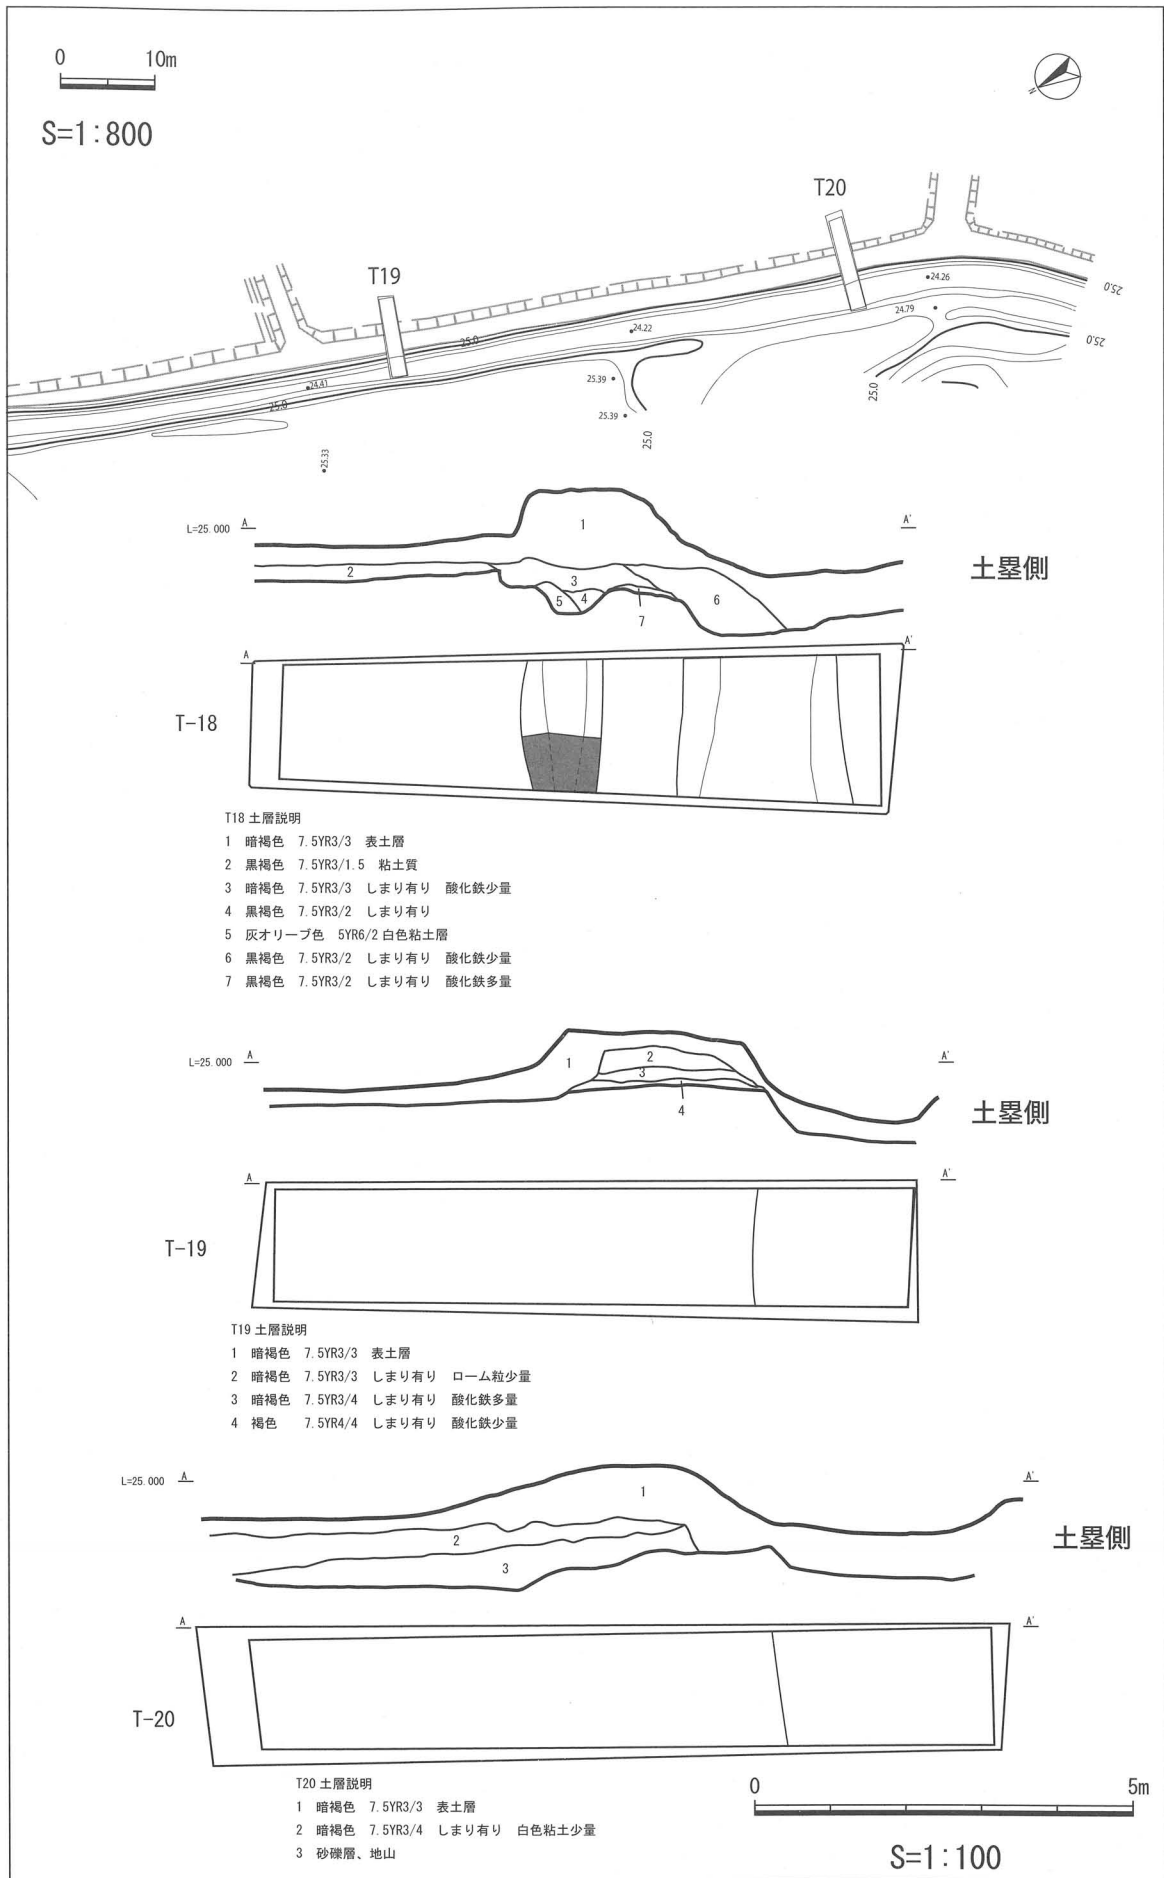 0 10m
S=1:800
N
T20
T19
24.26
25.0
24.79
24.22
25.0
25.0
25.39
24.41
25.0
25.0
25.39
25.0
25.33
L=25.000 A A'
土塁側
1
2
3
5 4
6
7
A A'
T-18
T18 土層説明
1 暗褐色 7.5YR3/3 表土層
2 黒褐色 7.5YR3/1.5 粘土質
3 暗褐色 7.5YR3/3 しまり有り 酸化鉄少量
4 黒褐色 7.5YR3/2 しまり有り
5 灰オリーブ色 5YR6/2 白色粘土層
6 黒褐色 7.5YR3/2 しまり有り 酸化鉄少量
7 黒褐色 7.5YR3/2 しまり有り 酸化鉄多量
L=25.000 A A'
1
2
3
4
土塁側
A A'
T-19
T19 土層説明
1 暗褐色 7.5YR3/3 表土層
2 暗褐色 7.5YR3/3 しまり有り ローム粒少量
3 暗褐色 7.5YR3/4 しまり有り 酸化鉄多量
4 褐色 7.5YR4/4 しまり有り 酸化鉄少量
L=25.000 A A'
1
2
3
土塁側
A A'
T-20
T20 土層説明
1 暗褐色 7.5YR3/3 表土層
2 暗褐色 7.5YR3/4 しまり有り 白色粘土少量
3 砂礫層、地山
0 5m
S=1:100